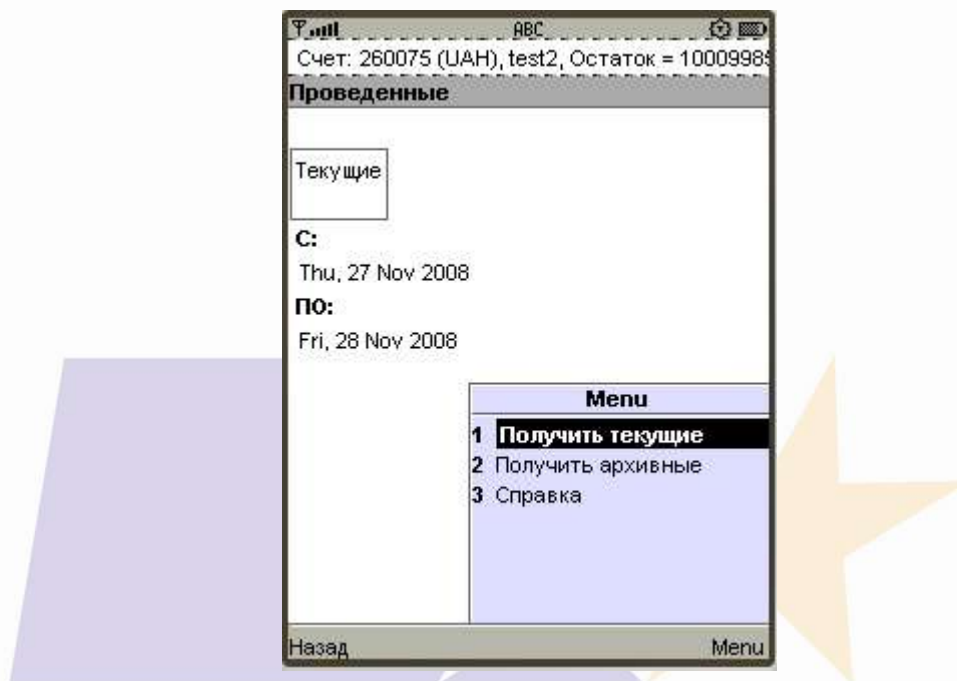 ABC
Счет: 260075 (UAH), test2, Остаток = 1000998
Проведенные
Текущие
С:
Thu, 27 Nov 2008
ПО:
Fri, 28 Nov 2008
Menu
1 Получить текущие
2 Получить архивные
3 Справка
Назад Menu